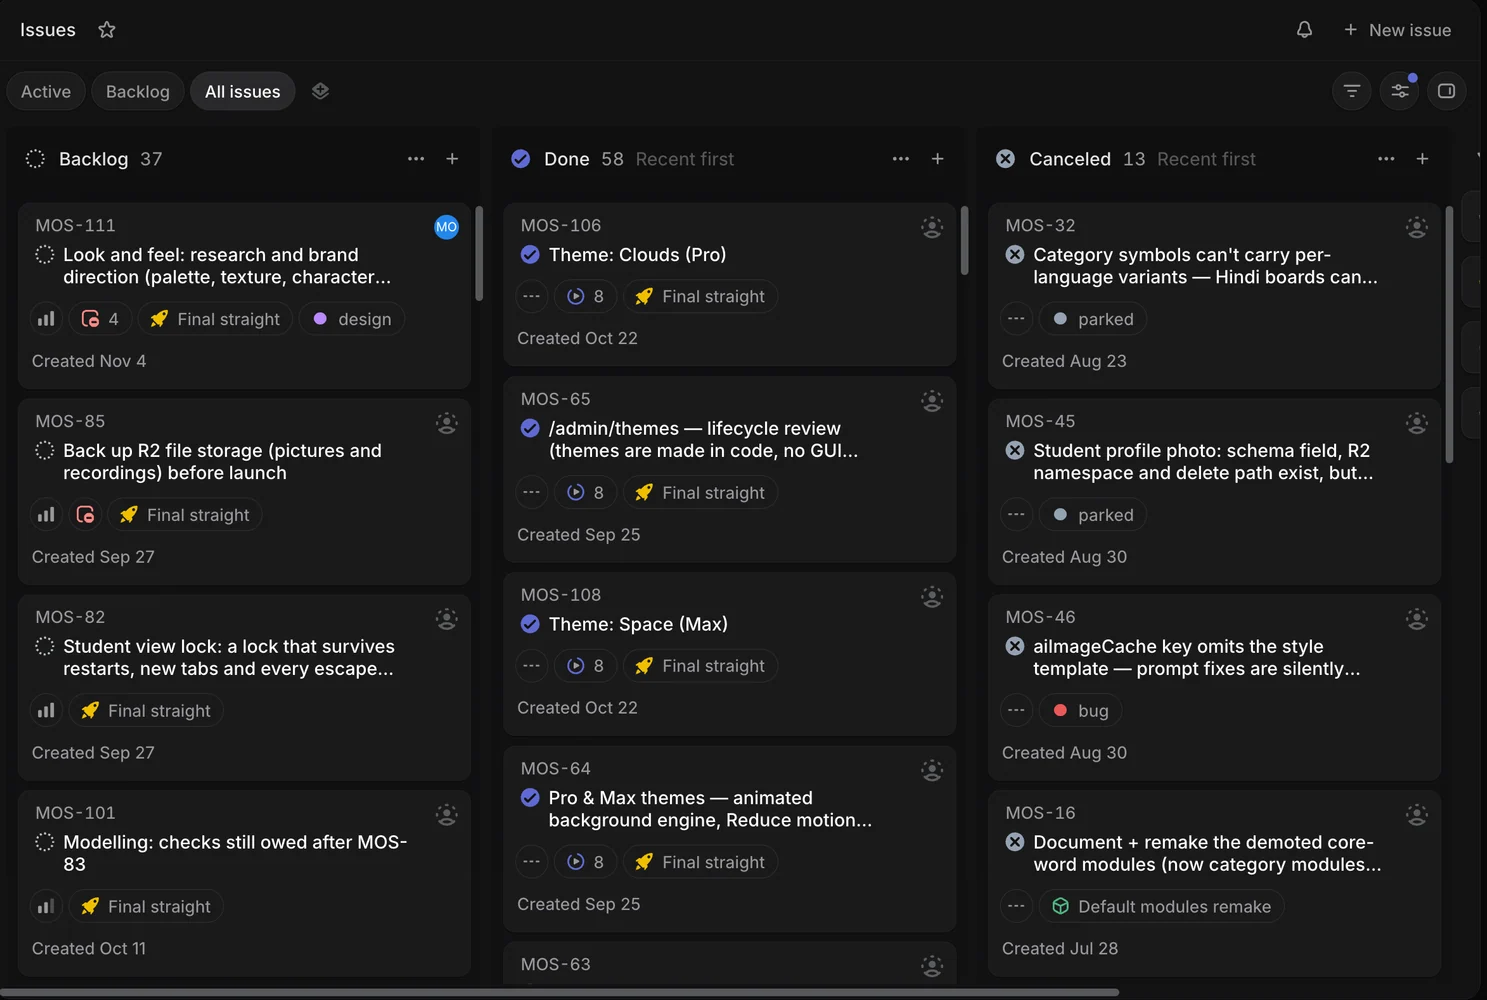 Issues
New issue
Active
Backlog
All issues
Backlog 37
MOS-111
MO
Look and feel: research and brand
direction (palette, texture, character...
4
Final straight
design
Created Nov 4
MOS-85
Back up R2 file storage (pictures and
recordings) before launch
Final straight
Created Sep 27
MOS-82
Student view lock: a lock that survives
restarts, new tabs and every escape...
Final straight
Created Sep 27
MOS-101
Modelling: checks still owed after MOS-
83
Final straight
Created Oct 11
Done 58 Recent first
MOS-106
Theme: Clouds (Pro)
8
Final straight
Created Oct 22
MOS-65
/admin/themes — lifecycle review
(themes are made in code, no GUI...
8
Final straight
Created Sep 25
MOS-108
Theme: Space (Max)
8
Final straight
Created Oct 22
MOS-64
Pro & Max themes — animated
background engine, Reduce motion...
8
Final straight
Created Sep 25
MOS-63
Canceled 13 Recent first
MOS-32
Category symbols can't carry per-
language variants — Hindi boards can...
parked
Created Aug 23
MOS-45
Student profile photo: schema field, R2
namespace and delete path exist, but...
parked
Created Aug 30
MOS-46
aiImageCache key omits the style
template — prompt fixes are silently...
bug
Created Aug 30
MOS-16
Document + remake the demoted core-
word modules (now category modules...
Default modules remake
Created Jul 28